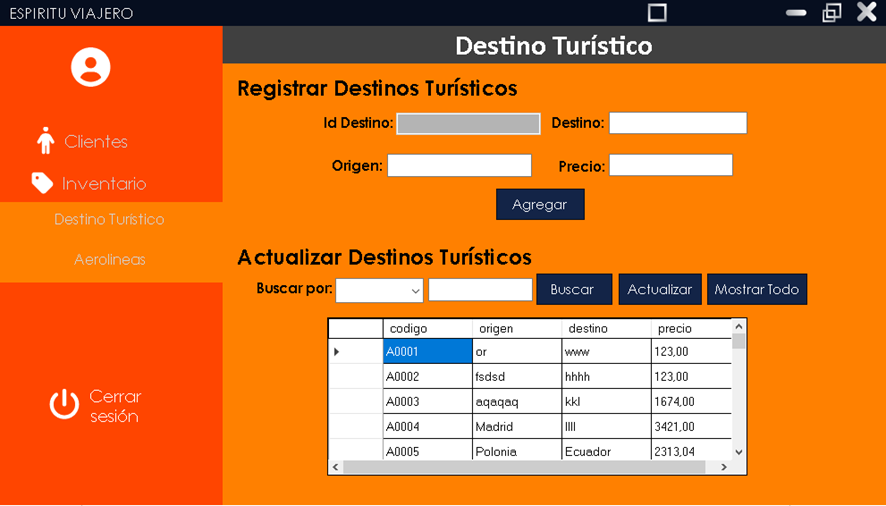 ESPIRITU VIAJERO
Destino Turístico
Clientes
Inventario
Destino Turístico
Aerolineas
Cerrar
sesión
Registrar Destinos Turísticos
Id Destino: Destino:
Origen: Precio:
Agregar
Actualizar Destinos Turísticos
Buscar por: Buscar Actualizar Mostrar Todo
codigo origen destino precio
A0001 or www 123,00
A0002 fsdsd hhhh 123,00
A0003 aqaqaq kkl 1674,00
A0004 Madrid llll 3421,00
A0005 Polonia Ecuador 2313,04